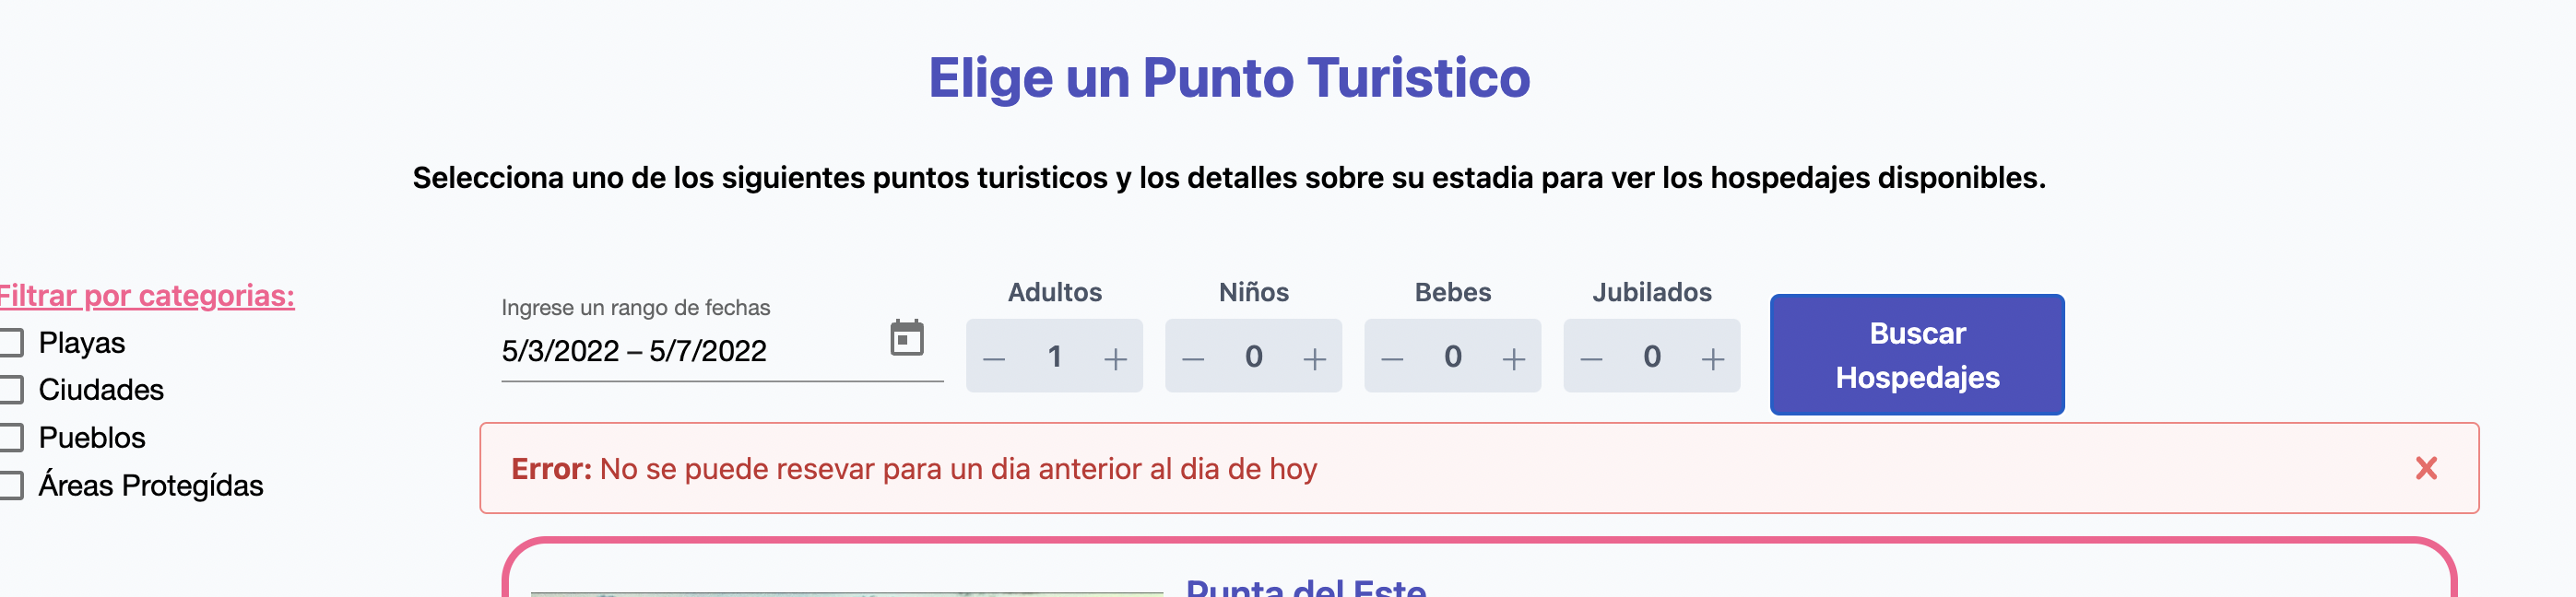 Elige un Punto Turistico
Selecciona uno de los siguientes puntos turisticos y los detalles sobre su estadia para ver los hospedajes disponibles.
Filtrar por categorias:
Playas
Ciudades
Pueblos
Áreas Protegídas
Ingrese un rango de fechas
5/3/2022 – 5/7/2022
Adultos
— 1 +
Niños
— 0 +
Bebes
— 0 +
Jubilados
— 0 +
Buscar
Hospedajes
Error: No se puede resevar para un dia anterior al dia de hoy
Punta del Este